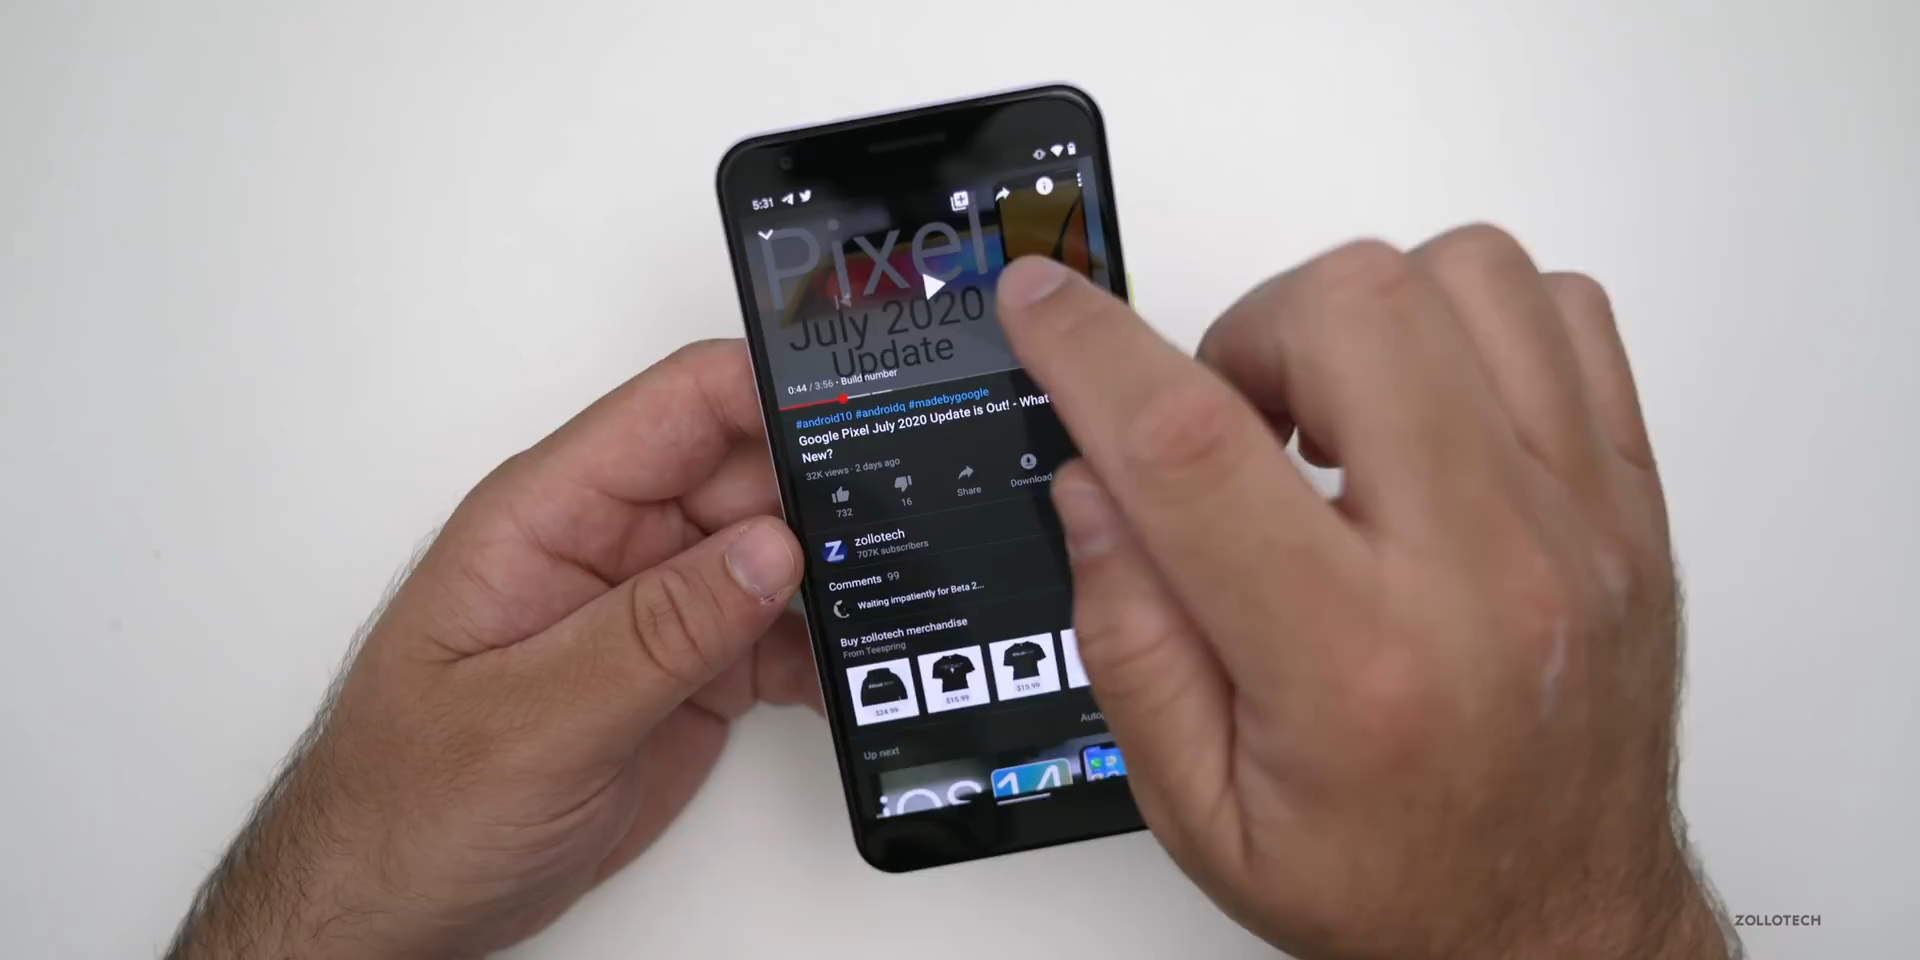 5:31
Pixel
July 2020
Update
0:44 / 3:56 • Build number
#android10 #androidq #madebygoogle
Google Pixel July 2020 Update is Out! - What
New?
32K views · 2 days ago
732
16
Share
Download
Z
zollotech
707K subscribers
Comments 99
Waiting impatiently for Beta 2...
Buy zollotech merchandise
From Teespring
$24.99
$15.99
$15.99
Up next
iOS 14
ZOLLOTECH